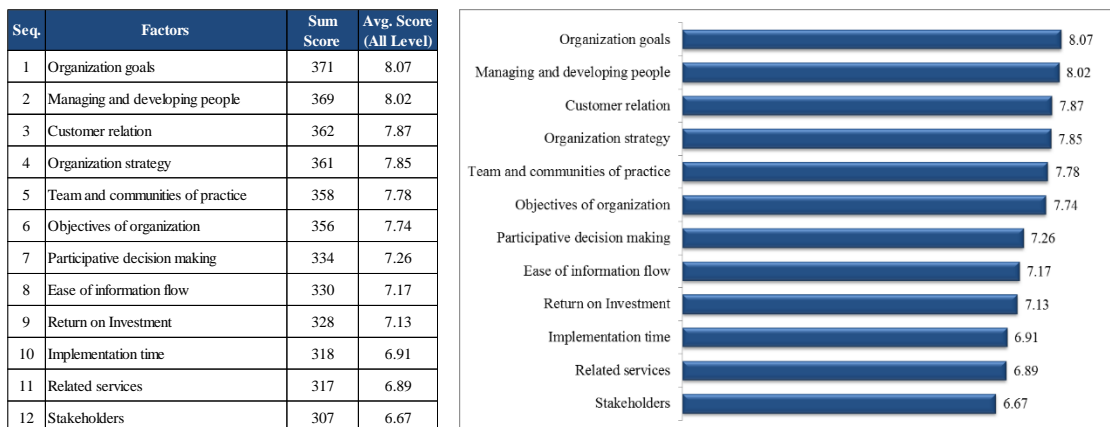 Seq. Factors Sum Score Avg. Score (All Level)
1 Organization goals 371 8.07
2 Managing and developing people 369 8.02
3 Customer relation 362 7.87
4 Organization strategy 361 7.85
5 Team and communities of practice 358 7.78
6 Objectives of organization 356 7.74
7 Participative decision making 334 7.26
8 Ease of information flow 330 7.17
9 Return on Investment 328 7.13
10 Implementation time 318 6.91
11 Related services 317 6.89
12 Stakeholders 307 6.67
Organization goals 8.07
Managing and developing people 8.02
Customer relation 7.87
Organization strategy 7.85
Team and communities of practice 7.78
Objectives of organization 7.74
Participative decision making 7.26
Ease of information flow 7.17
Return on Investment 7.13
Implementation time 6.91
Related services 6.89
Stakeholders 6.67